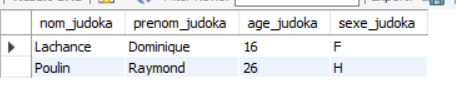 nom_judoka prenom_judoka age_judoka sexe_judoka
Lachance Dominique 16 F
Poulin Raymond 26 H